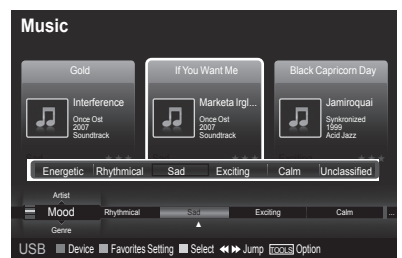 Music
Gold
If You Want Me
Black Capricorn Day
Interference
Once Ost
2007
Soundtrack
Marketa Irgl...
Once Ost
2007
Soundtrack
Jamiroquai
Synkronized
1999
Acid Jazz
Energetic Rhythmical Sad Exciting Calm Unclassified
Artist
Mood Rhythmical Sad Exciting Calm ...
Genre
USB Device Favorites Setting Select Jump TOOLS Option